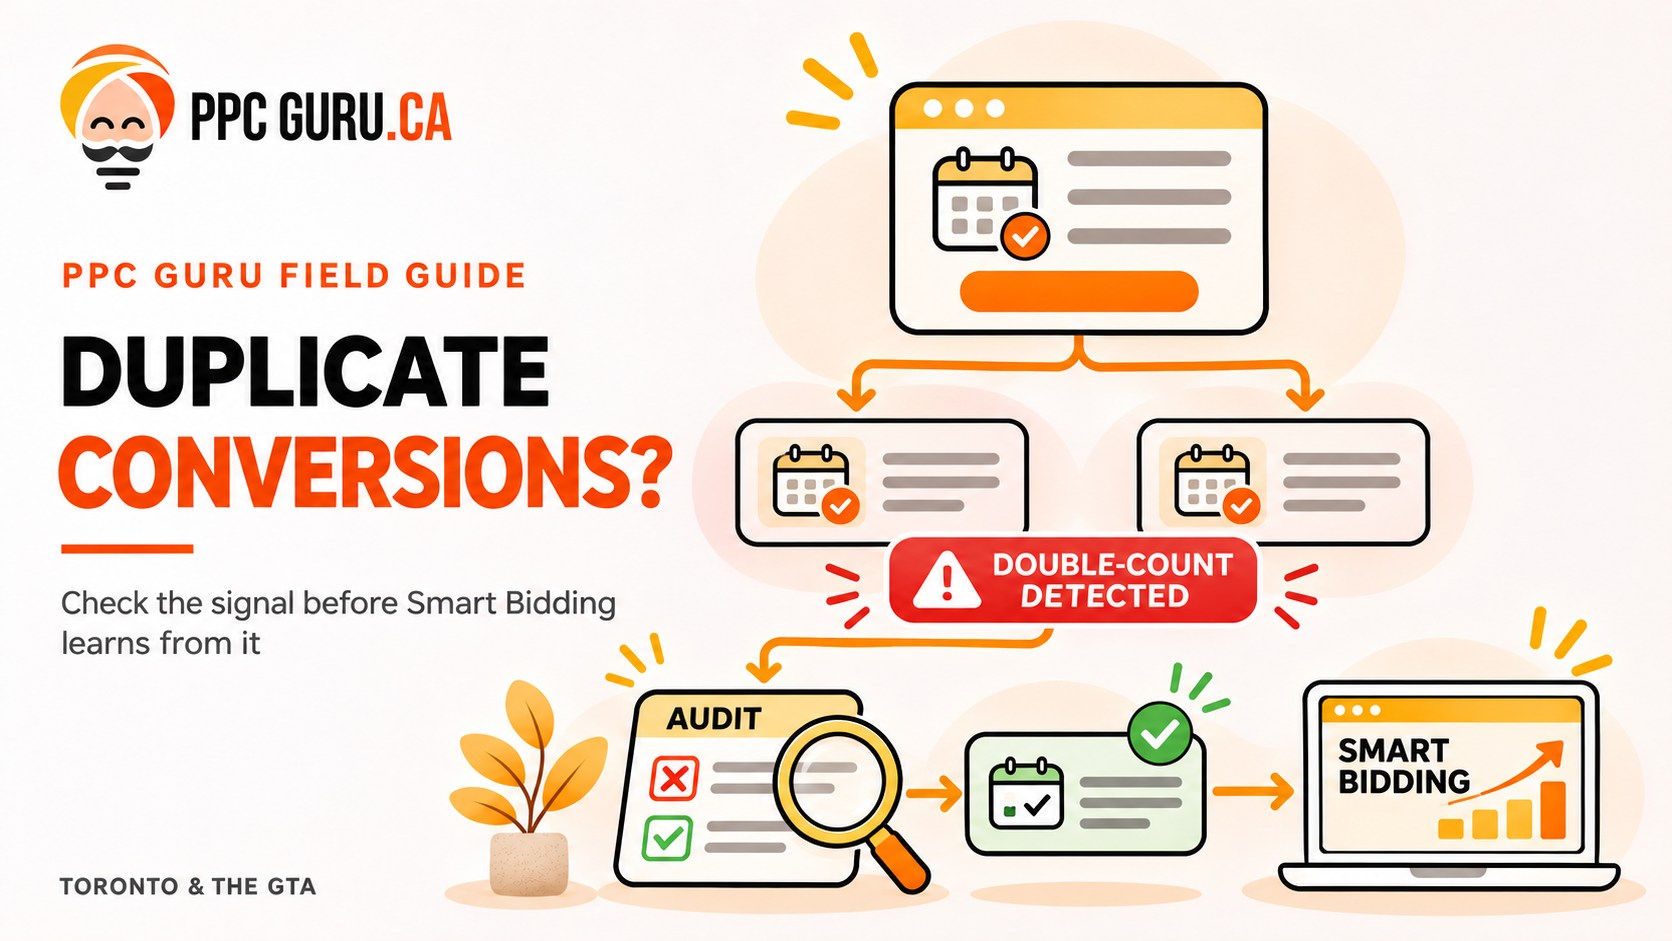 PPC GURU.CA
PPC GURU FIELD GUIDE
DUPLICATE
CONVERSIONS?
Check the signal before Smart Bidding
learns from it
TORONTO & THE GTA
DOUBLE-COUNT
DETECTED
AUDIT
SMART
BIDDING